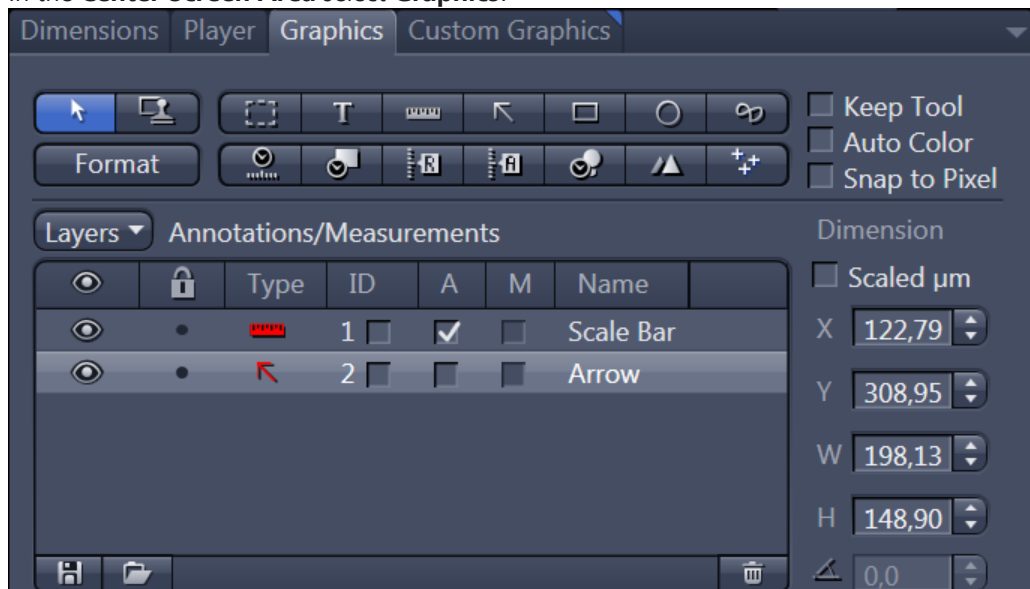 Dimensions Player Graphics Custom Graphics
T
Keep Tool
Auto Color
Format
R
A
Snap to Pixel
Layers Annotations/Measurements
Dimension
Type ID A M Name
Scaled µm
1 Scale Bar
X 122,79
2 Arrow
Y 308,95
W 198,13
H 148,90
0,0